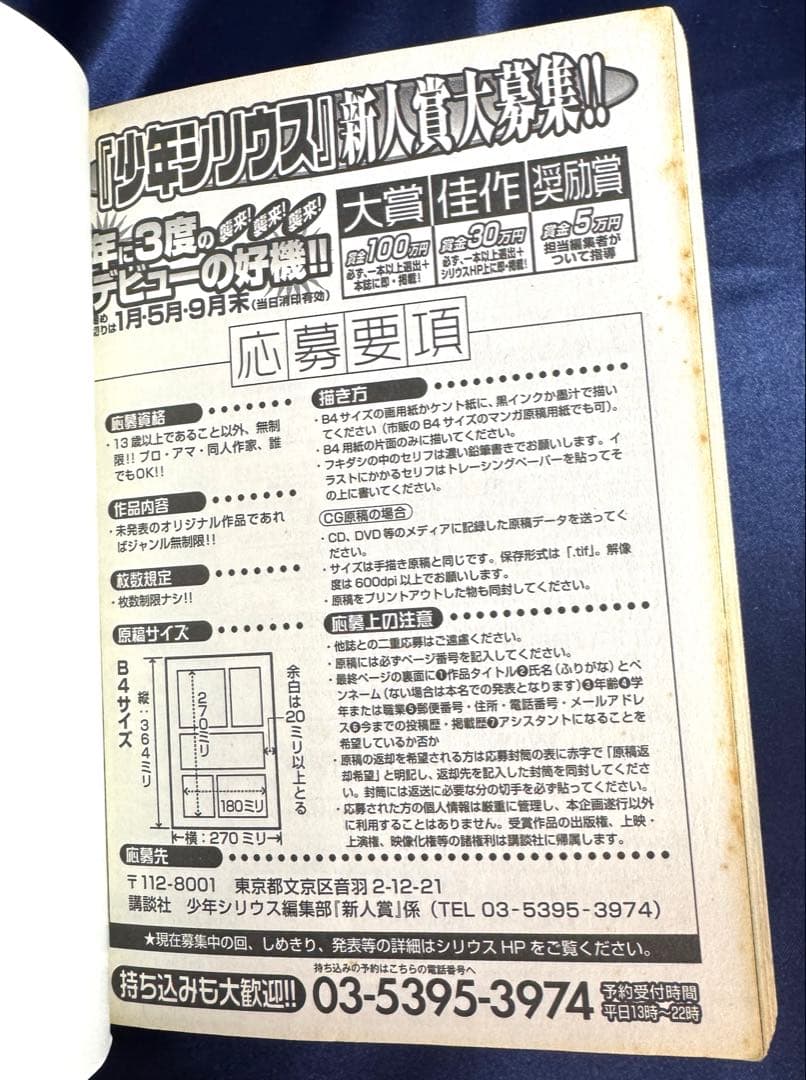 『少年シリウス』新人賞大募集!!
年に3度の襲来!襲来!襲来!
デビューの好機!!
切りは1月・5月・9月末(当日消印有効)
大賞
賞金100万円
必ず、一本以上選出+
本誌に即・掲載!
佳作
賞金30万円
必ず、一本以上選出+
シリウスHP上に即・掲載!
奨励賞
賞金5万円
担当編集者が
ついて指導
応募要項
応募資格
・13歳以上であること以外、無制
限!! プロ・アマ・同人作家、誰
でもOK!!
作品内容
・未発表のオリジナル作品であれ
ばジャンル無制限!!
枚数規定
・枚数制限ナシ!!
原稿サイズ
B4サイズ
縦:364ミリ
270ミリ
180ミリ
横:270ミリ
余白は20ミリ以上とる
描き方
・B4サイズの画用紙かケント紙に、黒インクか墨汁で描い
てください(市販のB4サイズのマンガ原稿用紙でも可)。
・B4用紙の片面のみに描いてください。
・フキダシの中のセリフは濃い鉛筆書きでお願いします。イ
ラストにかかるセリフはトレーシングペーパーを貼ってそ
の上に書いてください。
CG原稿の場合
・CD、DVD等のメディアに記録した原稿データを送ってく
ださい。
・サイズは手描き原稿と同じです。保存形式は「.tif」。解像
度は600dpi以上でお願いします。
・原稿をプリントアウトした物も同封してください。
応募上の注意
・他誌との二重応募はご遠慮ください。
・原稿には必ずページ番号を記入してください。
・最終ページの裏面に❶作品タイトル❷氏名(ふりがな)とペ
ンネーム(ない場合は本名での発表となります)❸年齢❹学
年または職業❺郵便番号・住所・電話番号・メールアドレ
ス❻今までの投稿歴・掲載歴❼アシスタントになることを
希望しているか否か
・原稿の返却を希望される方は応募封筒の表に赤字で「原稿返
却希望」と明記し、返却先を記入した封筒を同封してくださ
い。封筒には返送に必要な分の切手を必ず貼ってください。
・応募された方の個人情報は厳重に管理し、本企画遂行以外
に利用することはありません。受賞作品の出版権、上映・
上演権、映像化権等の諸権利は講談社に帰属します。
応募先
〒112-8001 東京都文京区音羽2-12-21
講談社 少年シリウス編集部『新人賞』係(TEL 03-5395-3974)
★現在募集中の回、しめきり、発表等の詳細はシリウスHPをご覧ください。
持ち込みも大歓迎!!
持ち込みの予約はこちらの電話番号へ
03-5395-3974
予約受付時間
平日13時~22時